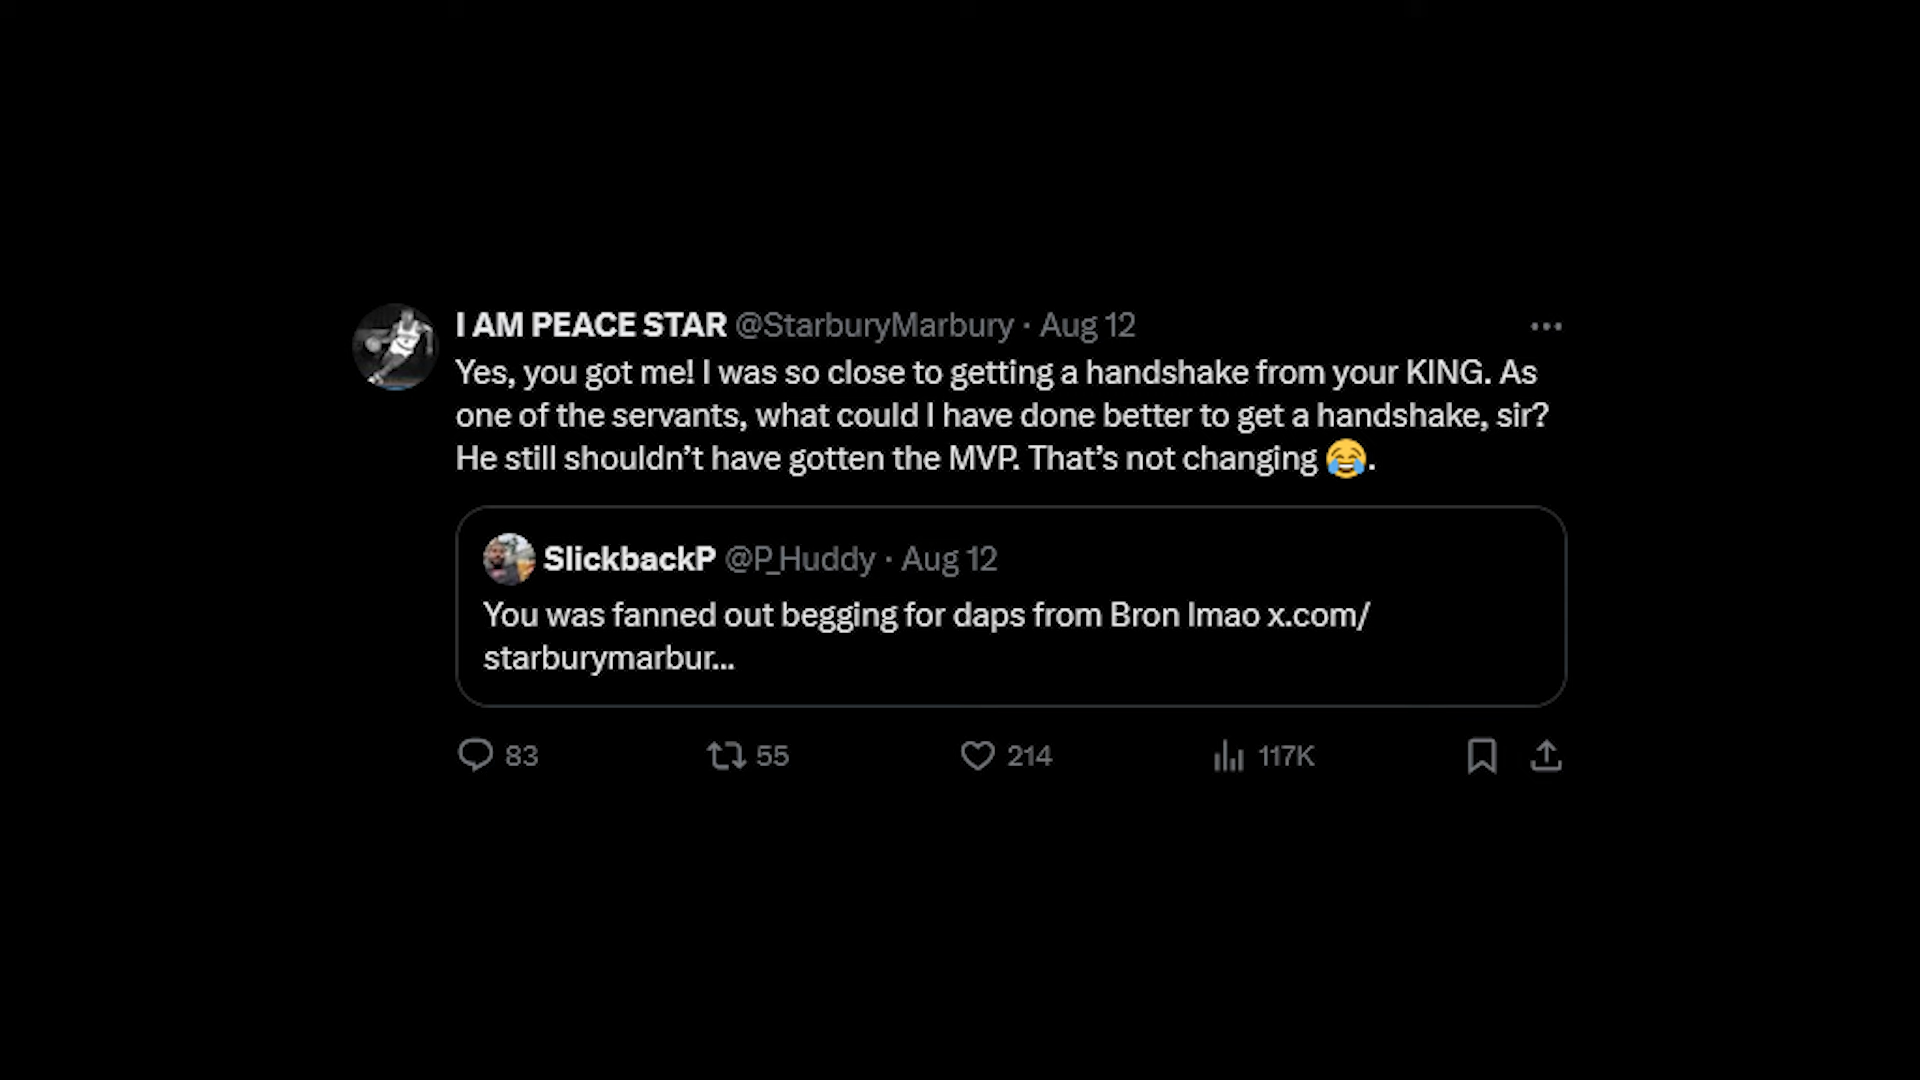 I AM PEACE STAR @StarburyMarbury · Aug 12
Yes, you got me! I was so close to getting a handshake from your KING. As
one of the servants, what could I have done better to get a handshake, sir?
He still shouldn’t have gotten the MVP. That’s not changing 😂.
SlickbackP @P_Huddy · Aug 12
You was fanned out begging for daps from Bron lmao x.com/
starburymarbur...
83 55 214 117K